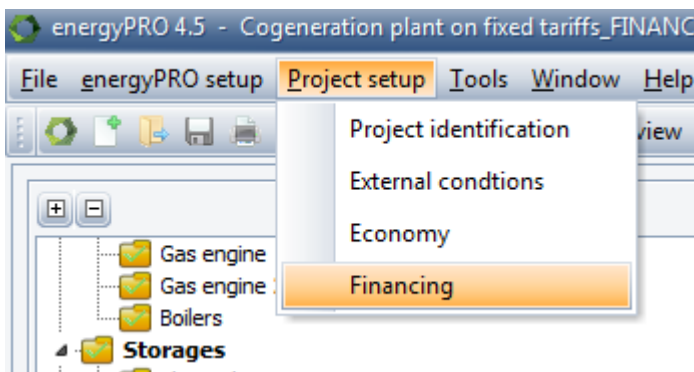 energyPRO 4.5 - Cogeneration plant on fixed tariffs_FINANC
File energyPRO setup Project setup Tools Window Help
Project identification
view
External condtions
Economy
Gas engine
Financing
Gas engine
Boilers
Storages